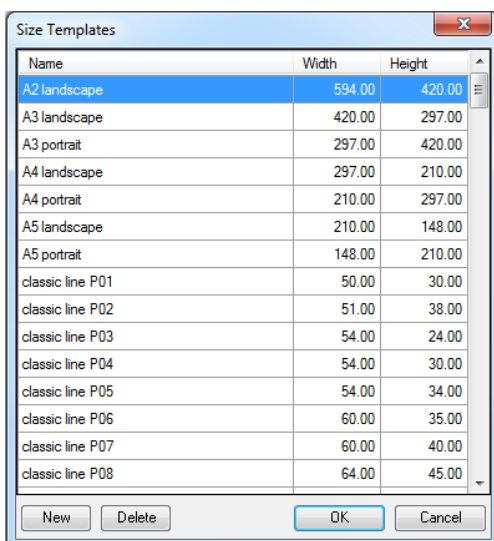 Size Templates
Name Width Height
A2 landscape 594.00 420.00
A3 landscape 420.00 297.00
A3 portrait 297.00 420.00
A4 landscape 297.00 210.00
A4 portrait 210.00 297.00
A5 landscape 210.00 148.00
A5 portrait 148.00 210.00
classic line P01 50.00 30.00
classic line P02 51.00 38.00
classic line P03 54.00 24.00
classic line P04 54.00 30.00
classic line P05 54.00 34.00
classic line P06 60.00 35.00
classic line P07 60.00 40.00
classic line P08 64.00 45.00
New Delete OK Cancel